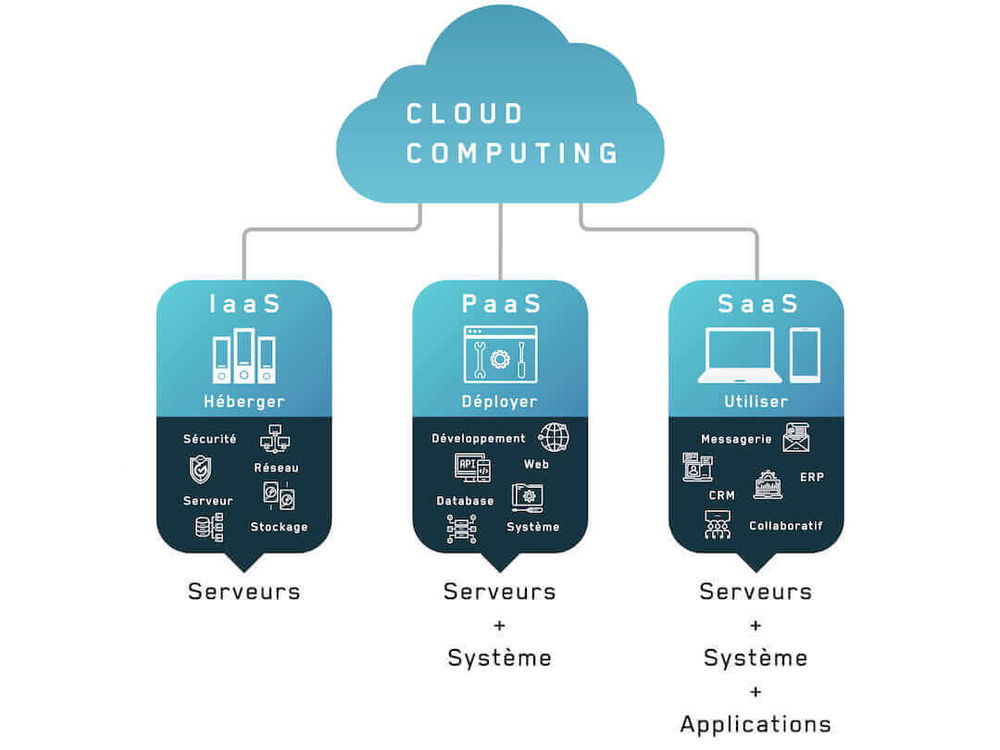 CLOUD
COMPUTING
IaaS
Héberger
Sécurité
Réseau
Serveur
Stockage
Serveurs
PaaS
Déployer
Développement
Web
API
Database
Système
Serveurs
+
Système
SaaS
Utiliser
Messagerie
ERP
CRM
Collaboratif
Serveurs
+
Système
+
Applications